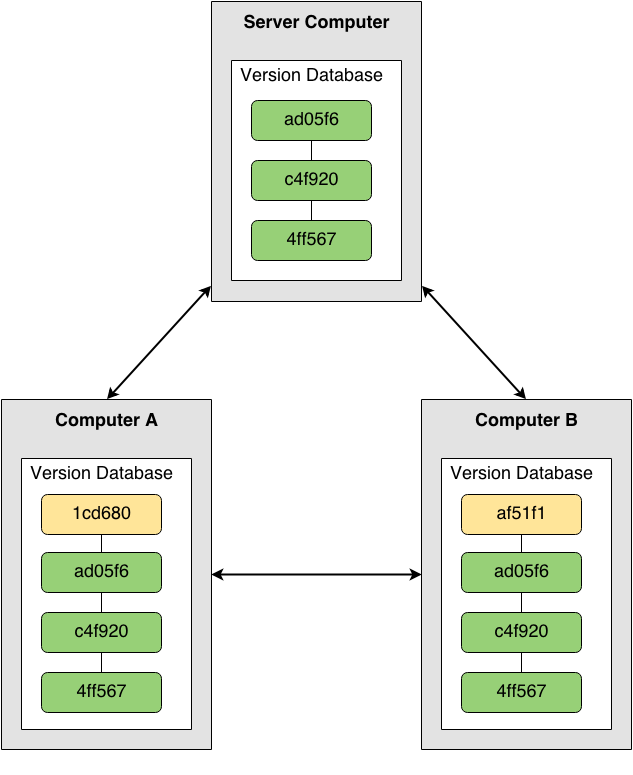 Server Computer
Version Database
ad05f6
c4f920
4ff567
Computer A
Version Database
1cd680
ad05f6
c4f920
4ff567
Computer B
Version Database
af51f1
ad05f6
c4f920
4ff567